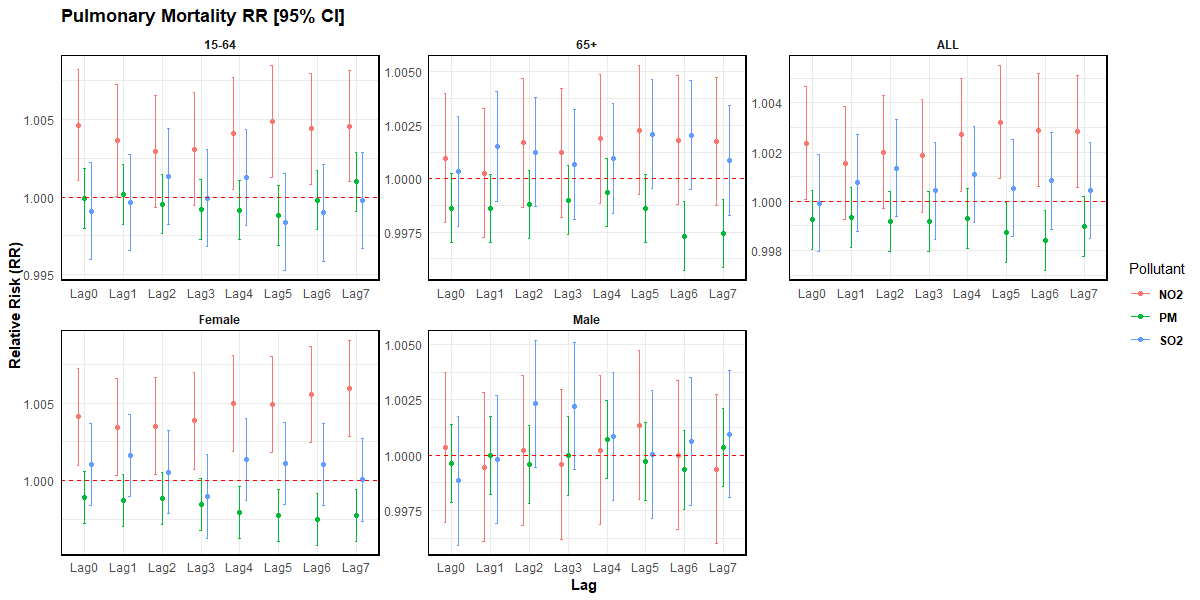 Pulmonary Mortality RR [95% CI]
15-64
65+
ALL
1.005
1.000
0.995
1.0050
1.0025
1.0000
0.9975
1.004
1.002
1.000
0.998
Lag0 Lag1 Lag2 Lag3 Lag4 Lag5 Lag6 Lag7
Lag0 Lag1 Lag2 Lag3 Lag4 Lag5 Lag6 Lag7
Lag0 Lag1 Lag2 Lag3 Lag4 Lag5 Lag6 Lag7
Relative Risk (RR)
Female
Male
1.005
1.000
1.0050
1.0025
1.0000
0.9975
Lag0 Lag1 Lag2 Lag3 Lag4 Lag5 Lag6 Lag7
Lag0 Lag1 Lag2 Lag3 Lag4 Lag5 Lag6 Lag7
Lag
Pollutant
NO2
PM
SO2